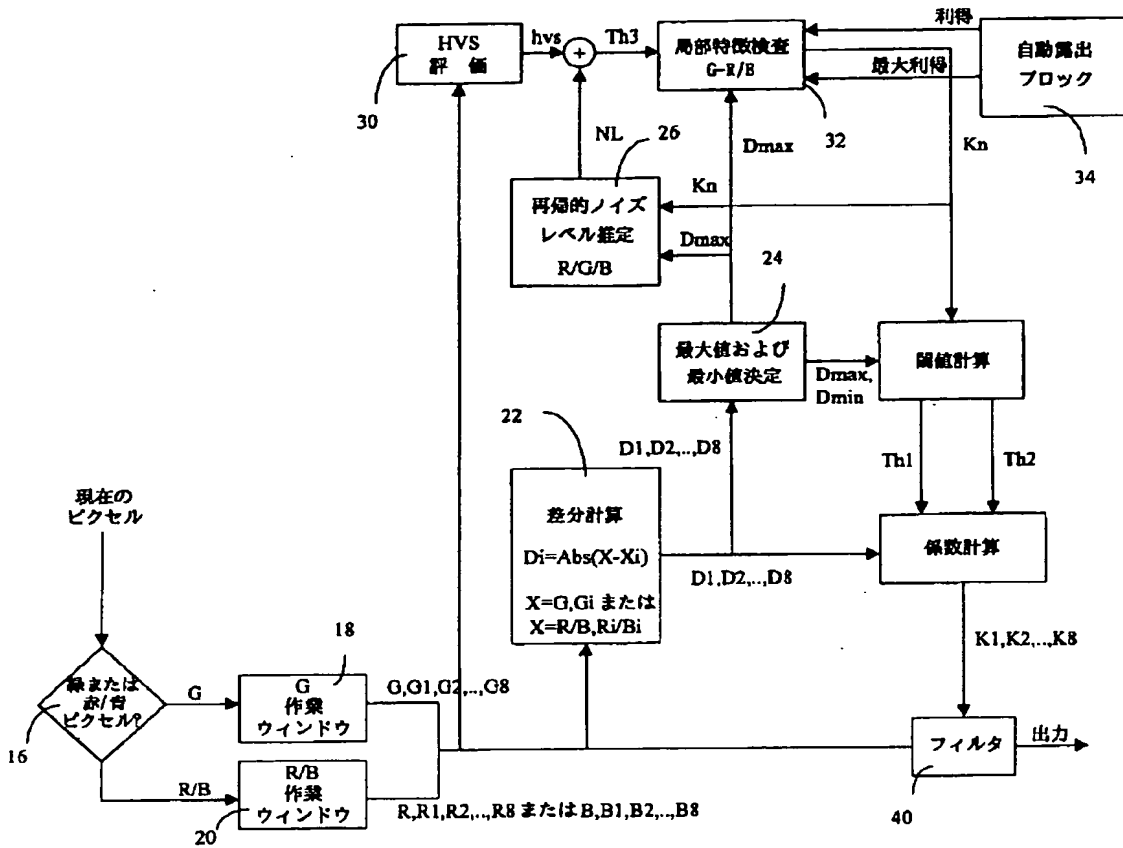 HVS
評 価
30
hvs
+
Th3
局部特徴検査
G-R/B
32
利得
最大利得
自動露出
ブロック
34
NL
26
再帰的ノイズ
レベル推定
R/G/B
Kn
Dmax
Dmax
Kn
24
最大値および
最小値決定
Dmax,
Dmin
閾値計算
22
D1,D2,..,D8
Th1
Th2
差分計算
Di=Abs(X-Xi)
X=G,Gi または
X=R/B,Ri/Bi
D1,D2,..,D8
係数計算
K1,K2,..,K8
現在の
ピクセル
緑または
赤/青
ピクセル?
16
G
18
G
作業
ウィンドウ
G,G1,G2,..,G8
R/B
R/B
作業
ウィンドウ
20
R,R1,R2,..,R8 または B,B1,B2,..,B8
フィルタ
40
出力